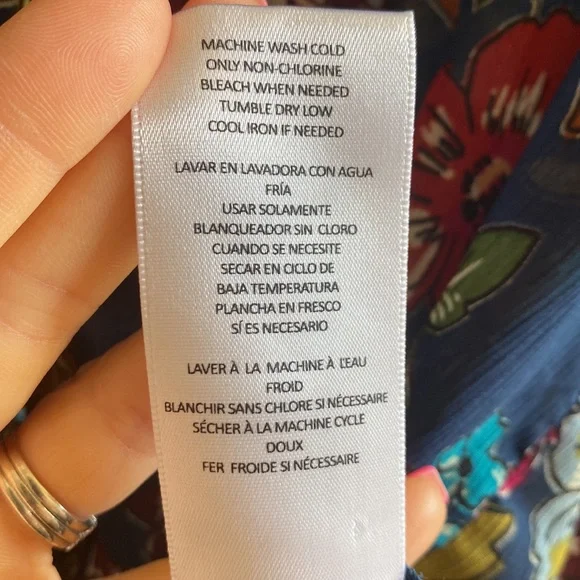 MACHINE WASH COLD
ONLY NON-CHLORINE
BLEACH WHEN NEEDED
TUMBLE DRY LOW
COOL IRON IF NEEDED
LAVAR EN LAVADORA CON AGUA
FRÍA
USAR SOLAMENTE
BLANQUEADOR SIN CLORO
CUANDO SE NECESITE
SECAR EN CICLO DE
BAJA TEMPERATURA
PLANCHA EN FRESCO
SÍ ES NECESARIO
LAVER À LA MACHINE À L'EAU
FROID
BLANCHIR SANS CHLORE SI NÉCESSAIRE
SÉCHER À LA MACHINE CYCLE
DOUX
FER FROIDE SI NÉCESSAIRE